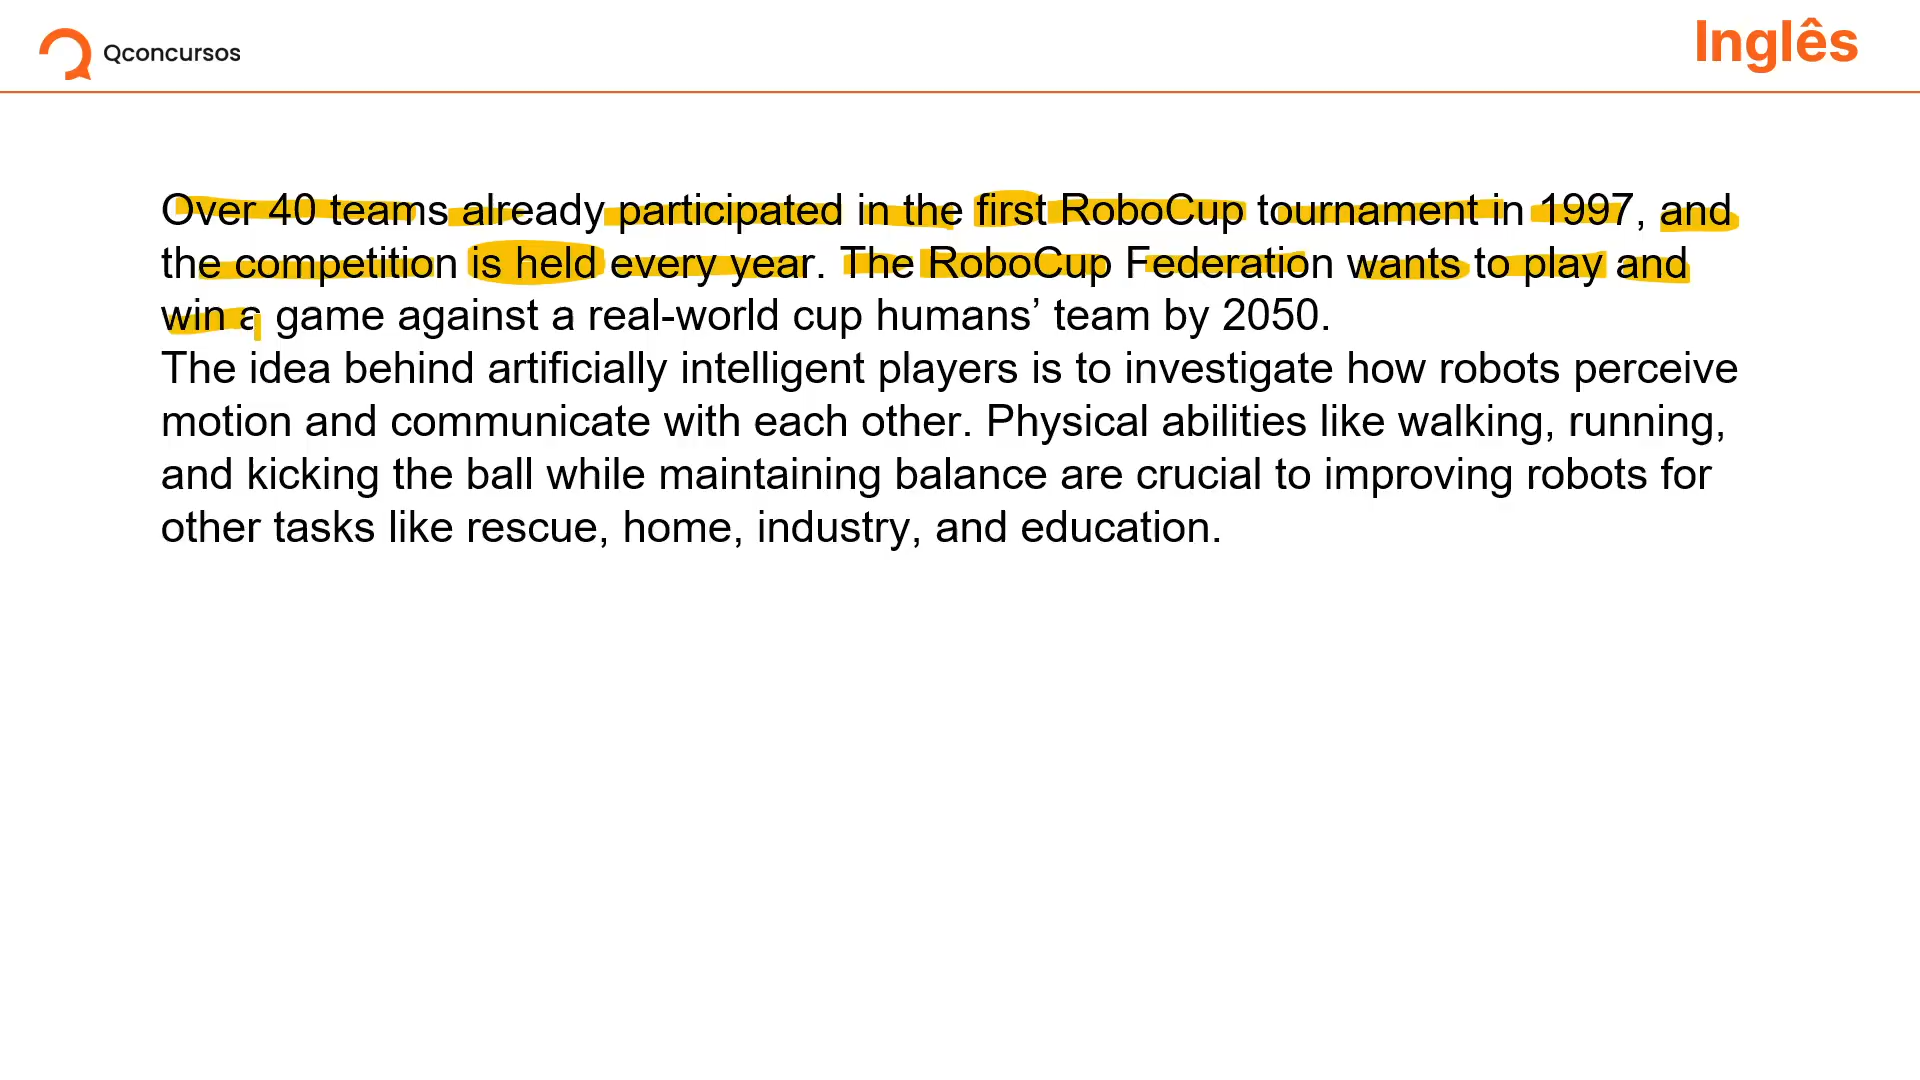 Qconcursos
Inglês
Over 40 teams already participated in the first RoboCup tournament in 1997, and
the competition is held every year. The RoboCup Federation wants to play and
win a game against a real-world cup humans’ team by 2050.
The idea behind artificially intelligent players is to investigate how robots perceive
motion and communicate with each other. Physical abilities like walking, running,
and kicking the ball while maintaining balance are crucial to improving robots for
other tasks like rescue, home, industry, and education.